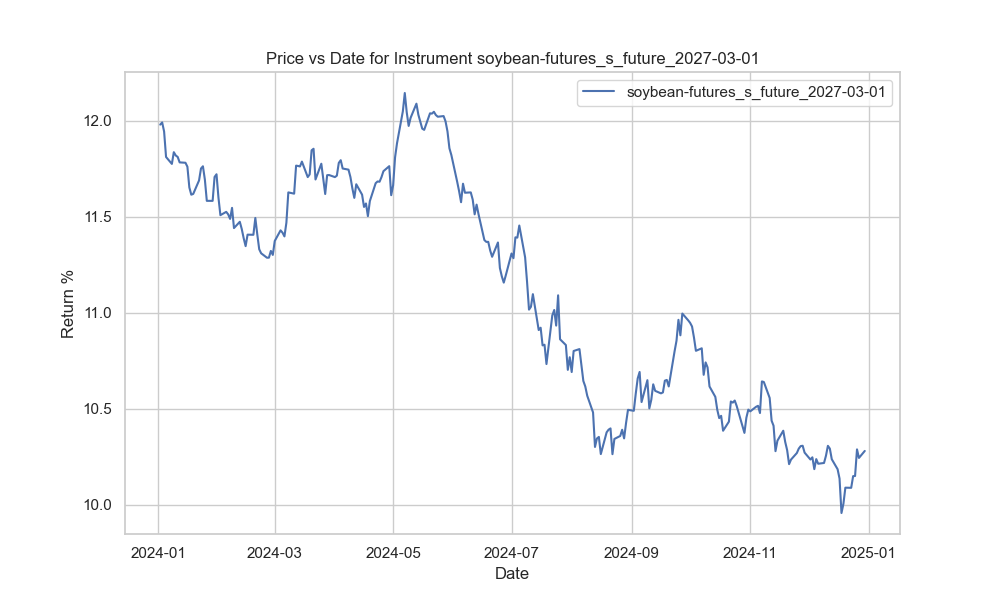 Price vs Date for Instrument soybean-futures_s_future_2027-03-01
soybean-futures_s_future_2027-03-01
Return %
12.0
11.5
11.0
10.5
10.0
2024-01 2024-03 2024-05 2024-07 2024-09 2024-11 2025-01
Date